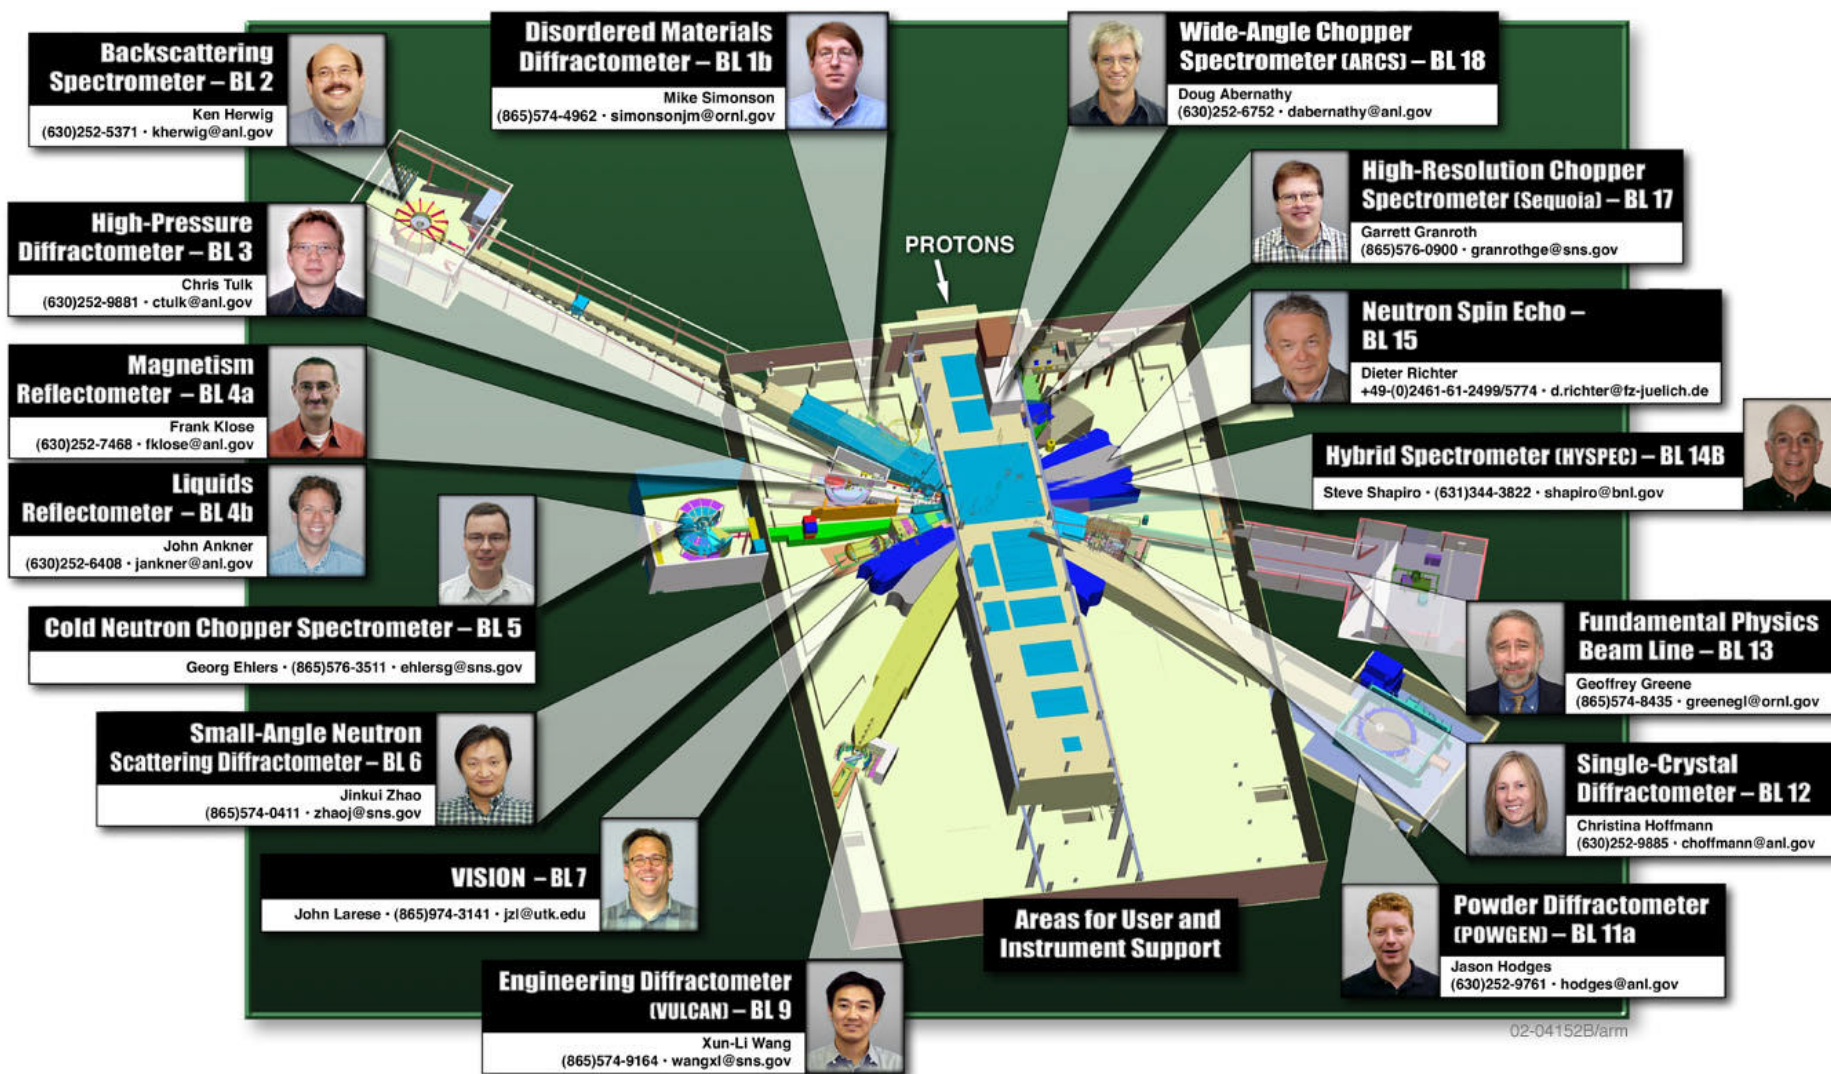 Backscattering
Spectrometer – BL 2
Ken Herwig
(630)252-5371 · kherwig@anl.gov
Disordered Materials
Diffractometer – BL 1b
Mike Simonson
(865)574-4962 · simonsonjm@ornl.gov
Wide-Angle Chopper
Spectrometer (ARCS) – BL 18
Doug Abernathy
(630)252-6752 · dabernathy@anl.gov
High-Resolution Chopper
Spectrometer (Sequoia) – BL 17
Garrett Granroth
(865)576-0900 · granrothge@sns.gov
High-Pressure
Diffractometer – BL 3
Chris Tulk
(630)252-9881 · ctulk@anl.gov
PROTONS
Neutron Spin Echo –
BL 15
Dieter Richter
+49-(0)2461-61-2499/5774 · d.richter@fz-juelich.de
Magnetism
Reflectometer – BL 4a
Frank Klose
(630)252-7468 · fklose@anl.gov
Hybrid Spectrometer (HYSPEC) – BL 14B
Steve Shapiro · (631)344-3822 · shapiro@bnl.gov
Liquids
Reflectometer – BL 4b
John Ankner
(630)252-6408 · jankner@anl.gov
Cold Neutron Chopper Spectrometer – BL 5
Georg Ehlers · (865)576-3511 · ehlersg@sns.gov
Fundamental Physics
Beam Line – BL 13
Geoffrey Greene
(865)574-8435 · greenegl@ornl.gov
Small-Angle Neutron
Scattering Diffractometer – BL 6
Jinkui Zhao
(865)574-0411 · zhaoj@sns.gov
Single-Crystal
Diffractometer – BL 12
Christina Hoffmann
(630)252-9885 · choffmann@anl.gov
VISION – BL 7
John Larese · (865)974-3141 · jzl@utk.edu
Areas for User and
Instrument Support
Powder Diffractometer
(POWGEN) – BL 11a
Jason Hodges
(630)252-9761 · hodges@anl.gov
Engineering Diffractometer
(VULCAN) – BL 9
Xun-Li Wang
(865)574-9164 · wangxl@sns.gov
02-04152B/arm